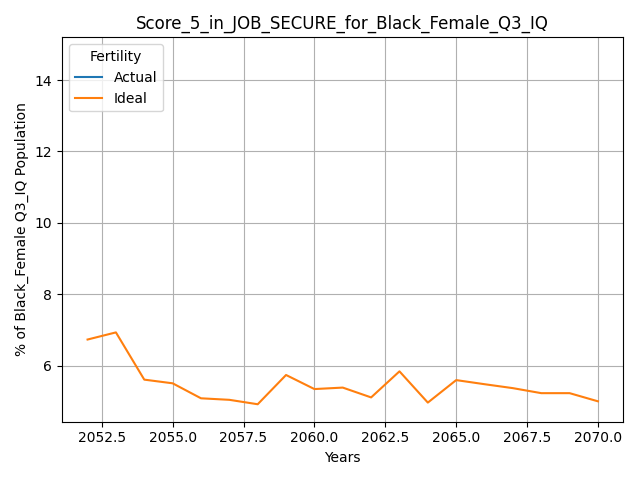 Score_5_in_JOB_SECURE_for_Black_Female_Q3_IQ
Fertility
Actual
Ideal
% of Black_Female Q3_IQ Population
14
12
10
8
6
2052.5 2055.0 2057.5 2060.0 2062.5 2065.0 2067.5 2070.0
Years